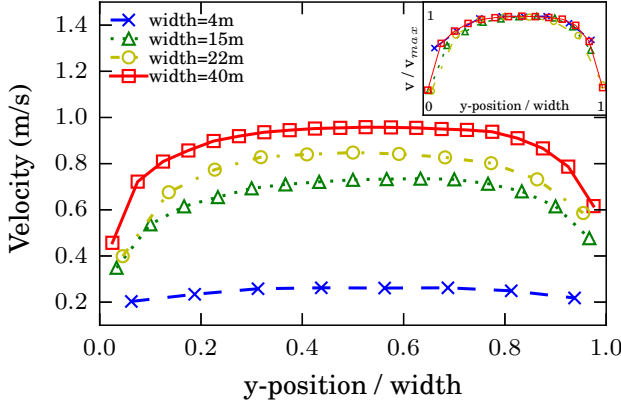 1.4
1.2
1.0
0.8
0.6
0.4
0.2
Velocity (m/s)
width=4m
width=15m
width=22m
width=40m
1
v / v_max
0
y-position / width
1
0.0
0.2
0.4
0.6
0.8
1.0
y-position / width